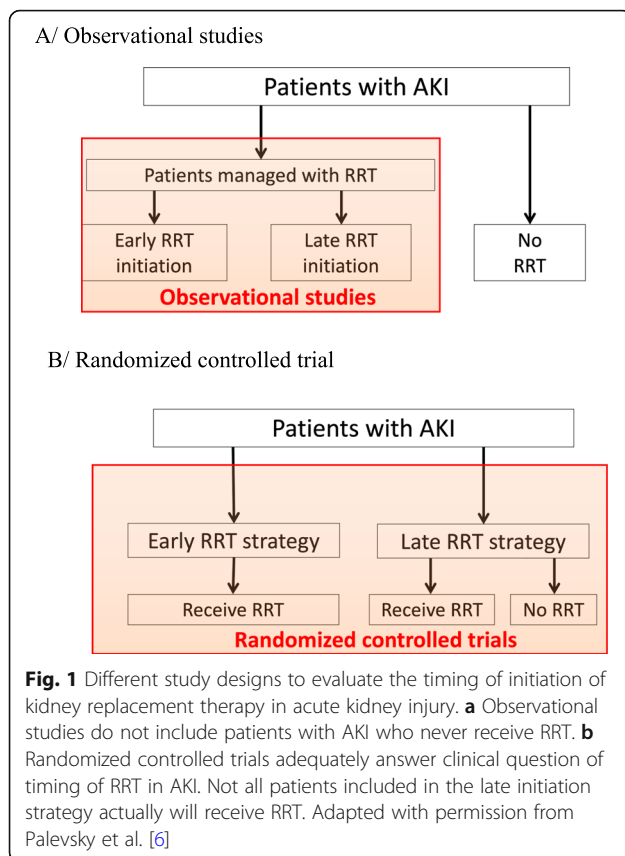 A/ Observational studies
Patients with AKI
Patients managed with RRT
Early RRT
initiation
Late RRT
initiation
No
RRT
Observational studies
B/ Randomized controlled trial
Patients with AKI
Early RRT strategy
Late RRT strategy
Receive RRT
Receive RRT
No RRT
Randomized controlled trials
Fig. 1 Different study designs to evaluate the timing of initiation of
kidney replacement therapy in acute kidney injury. a Observational
studies do not include patients with AKI who never receive RRT. b
Randomized controlled trials adequately answer clinical question of
timing of RRT in AKI. Not all patients included in the late initiation
strategy actually will receive RRT. Adapted with permission from
Palevsky et al. [6]